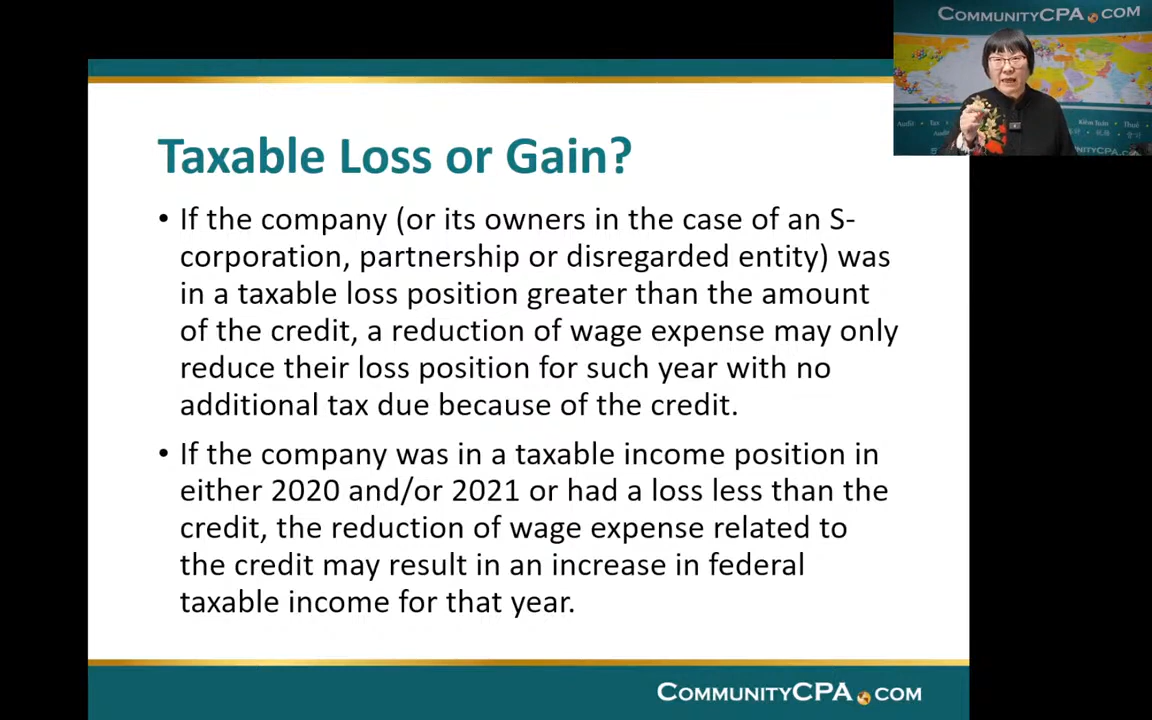 COMMUNITYCPA.COM
Taxable Loss or Gain?
• If the company (or its owners in the case of an S-
corporation, partnership or disregarded entity) was
in a taxable loss position greater than the amount
of the credit, a reduction of wage expense may only
reduce their loss position for such year with no
additional tax due because of the credit.
• If the company was in a taxable income position in
either 2020 and/or 2021 or had a loss less than the
credit, the reduction of wage expense related to
the credit may result in an increase in federal
taxable income for that year.
COMMUNITYCPA.COM